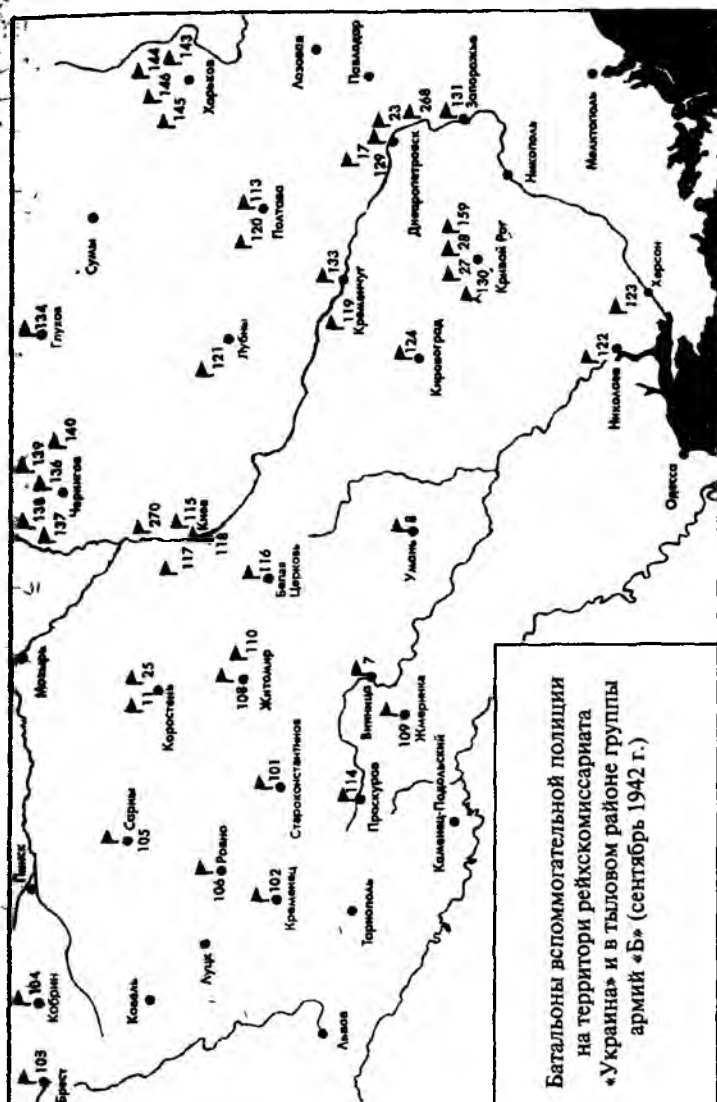 103
Брест
104
Кобрин
Пинск
Мозырь
138
139
137
136
Чернигов
140
134
Глухов
Сумы
144
143
146
145
Харьков
Ковель
Сарны
105
11
25
Коростень
270
117
115
Киев
118
Луцк
106
Ровно
108
110
Житомир
121
Лубны
120
113
Полтава
102
Кременец
101
Староконстантинов
116
Белая
Церковь
Львов
Торнополь
114
Проскуров
7
Винница
109
Жмеринка
133
119
Кременчуг
17
129
23
268
Днепропетровск
Лозовая
Павлодар
Каменец-Подольский
8
Умань
124
Кировоград
27
28
159
130
Кривой Рог
131
Запорожье
Никополь
Мелитополь
122
Николаев
123
Херсон
Одесса
Батальоны вспоммогательной полиции
на территори рейхскомиссариата
«Украина» и в тыловом районе группы
армий «Б» (сентябрь 1942 г.)